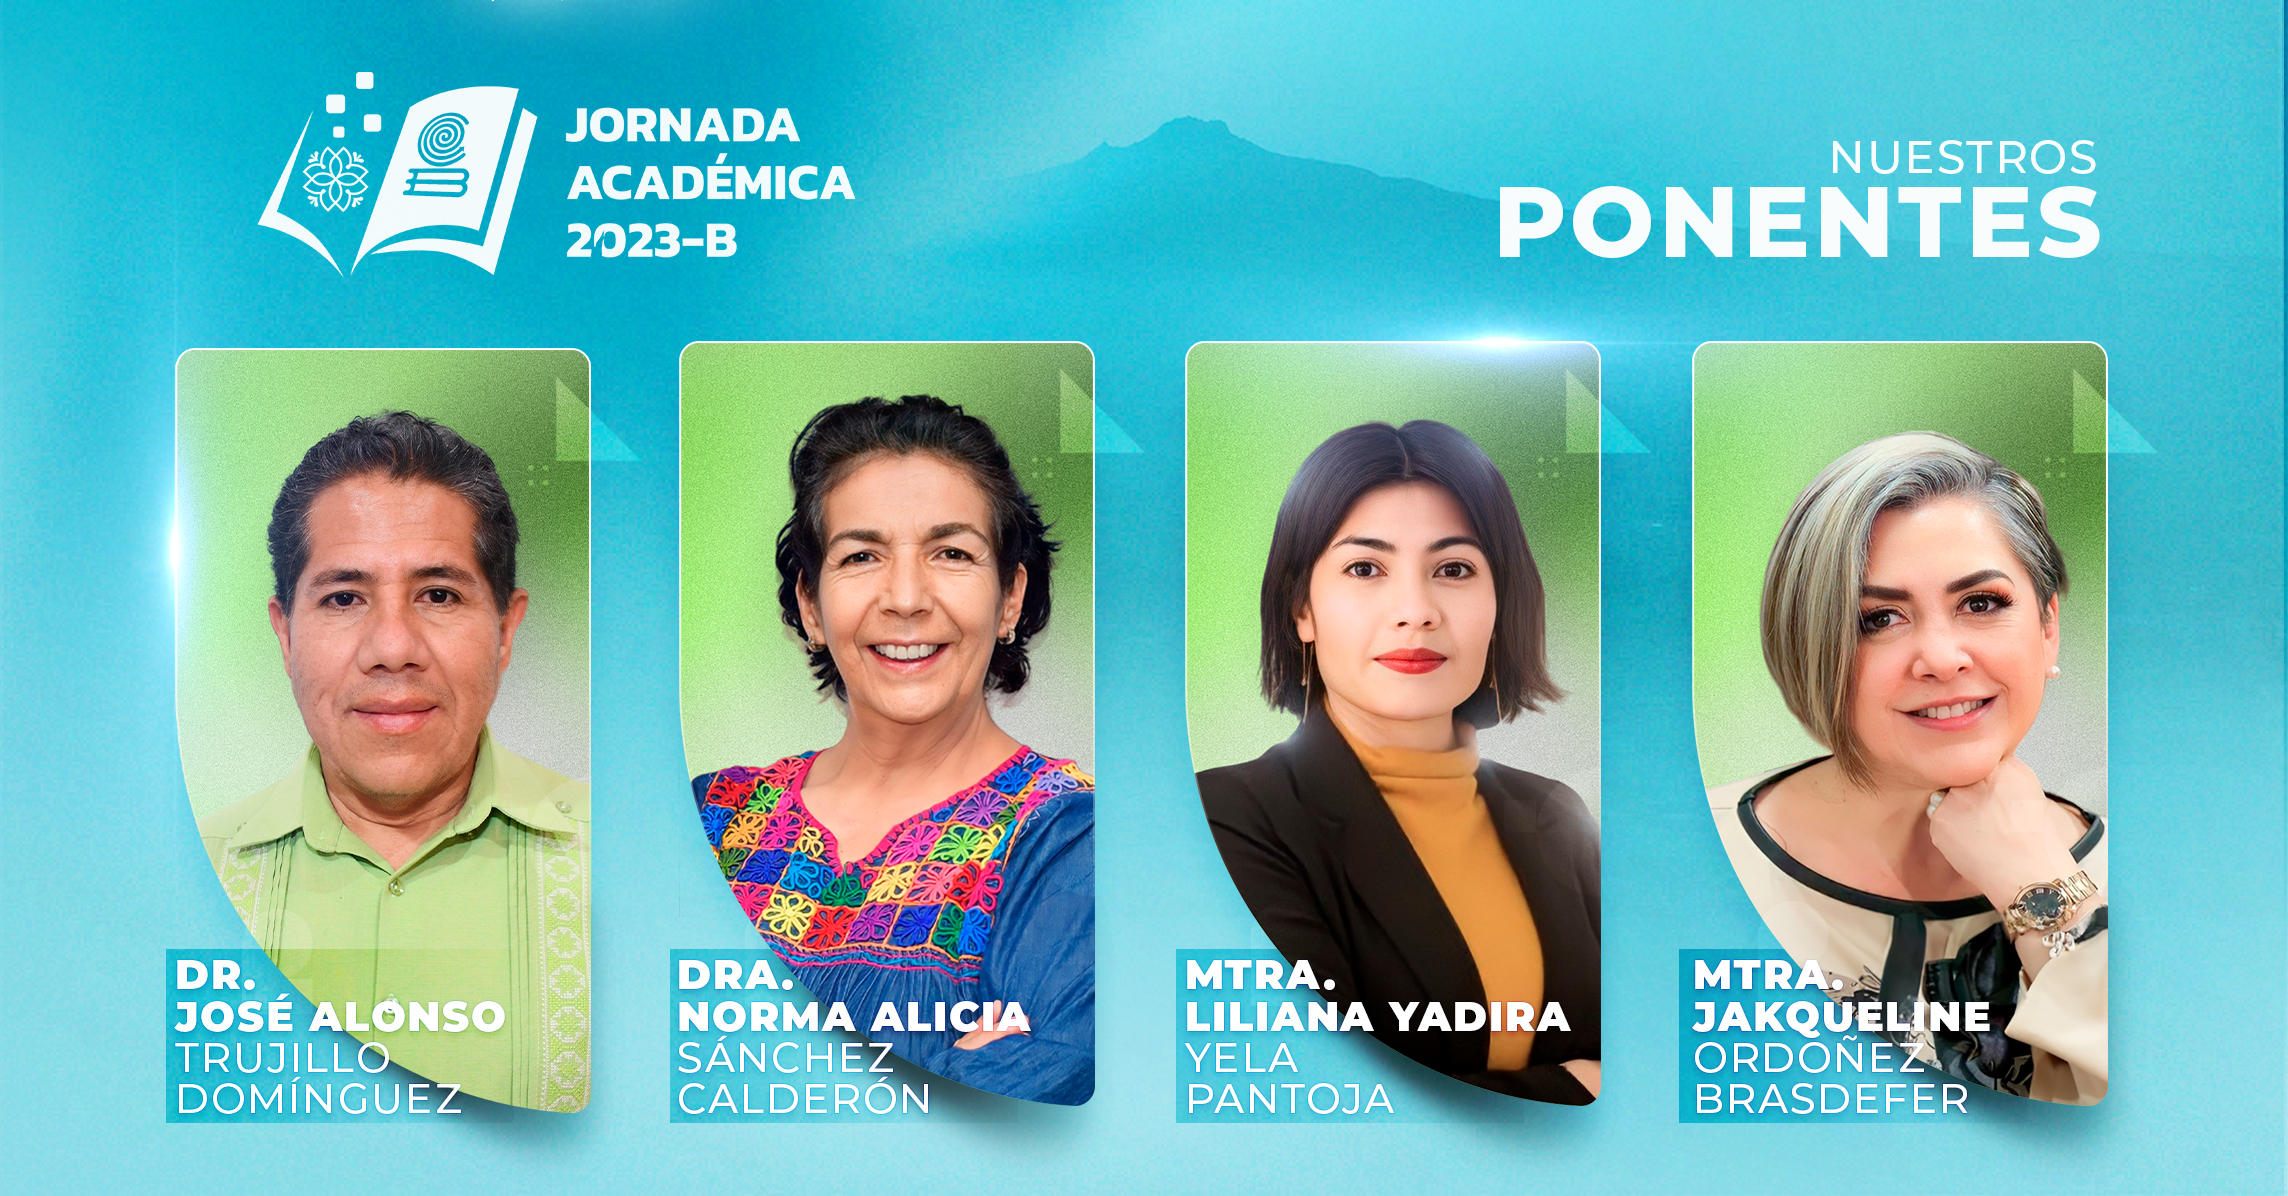 JORNADA
ACADÉMICA
2023-B
NUESTROS
PONENTES
DR.
JOSÉ ALONSO
TRUJILLO
DOMÍNGUEZ
DRA.
NORMA ALICIA
SÁNCHEZ
CALDERÓN
MTRA.
LILIANA YADIRA
YELA
PANTOJA
MTRA.
JAKQUELINE
ORDOÑEZ
BRASDEFER